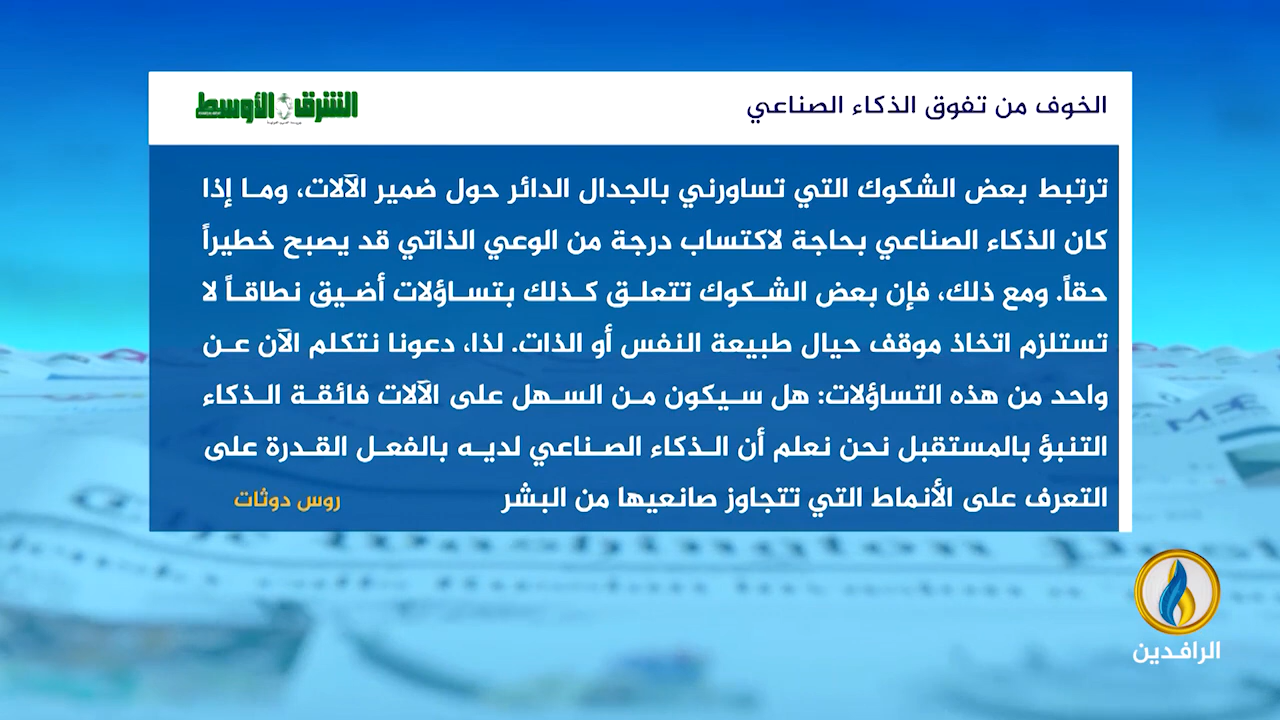 الخوف من تفوق الذكاء الصناعي
الشرق الأوسط
ترتبط بعض الشكوك التي تساورني بالجدال الدائر حول ضمير الآلات، وما إذا
كان الذكاء الصناعي بحاجة لاكتساب درجة من الوعي الذاتي قد يصبح خطيراً
حقاً. ومع ذلك، فإن بعض الشكوك تتعلق كذلك بتساؤلات أضيق نطاقاً لا
تستلزم اتخاذ موقف حيال طبيعة النفس أو الذات. لذا، دعونا نتكلم الآن عن
واحد من هذه التساؤلات: هل سيكون من السهل على الآلات فائقة الذكاء
التنبؤ بالمستقبل نحن نعلم أن الذكاء الصناعي لديه بالفعل القدرة على
التعرف على الأنماط التي تتجاوز صانعيها من البشر
روس دوثات
الرافدين